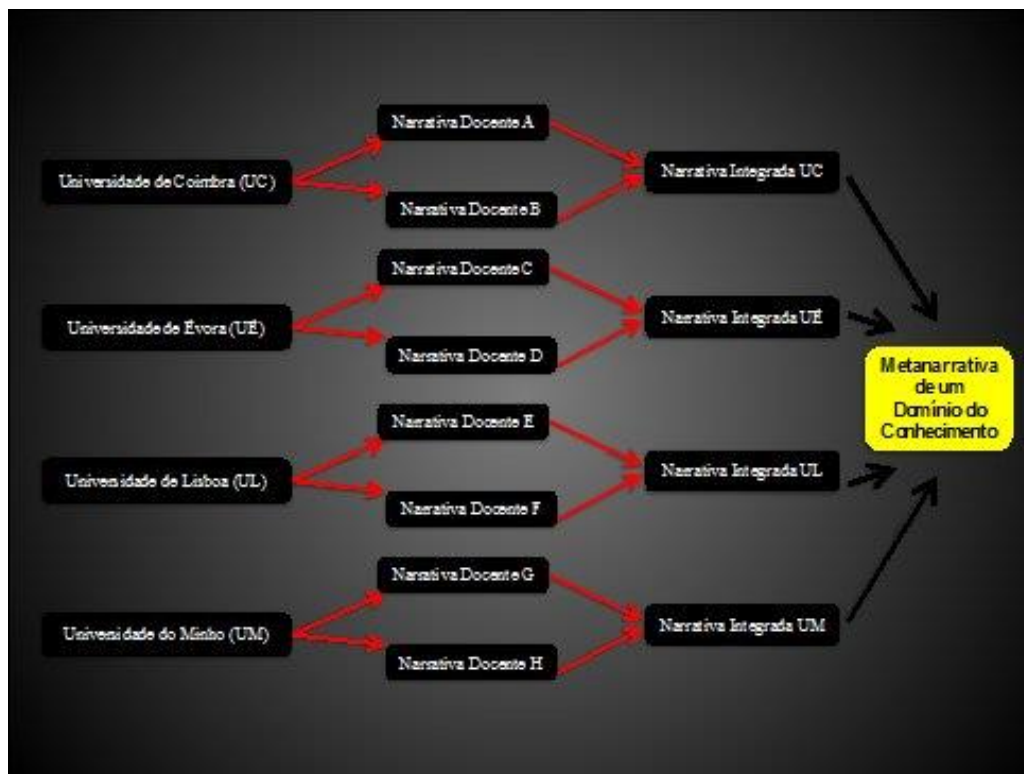 Narrativa Docente A
Universidade de Coimbra (UC)
Narrativa Integrada UC
Narrativa Docente B
Narrativa Docente C
Universidade de Évora (UÉ)
Narrativa Integrada UÉ
Narrativa Docente D
Metanarrativa
de um
Domínio do
Conhecimento
Narrativa Docente E
Universidade de Lisboa (UL)
Narrativa Integrada UL
Narrativa Docente F
Narrativa Docente G
Universidade do Minho (UM)
Narrativa Integrada UM
Narrativa Docente H